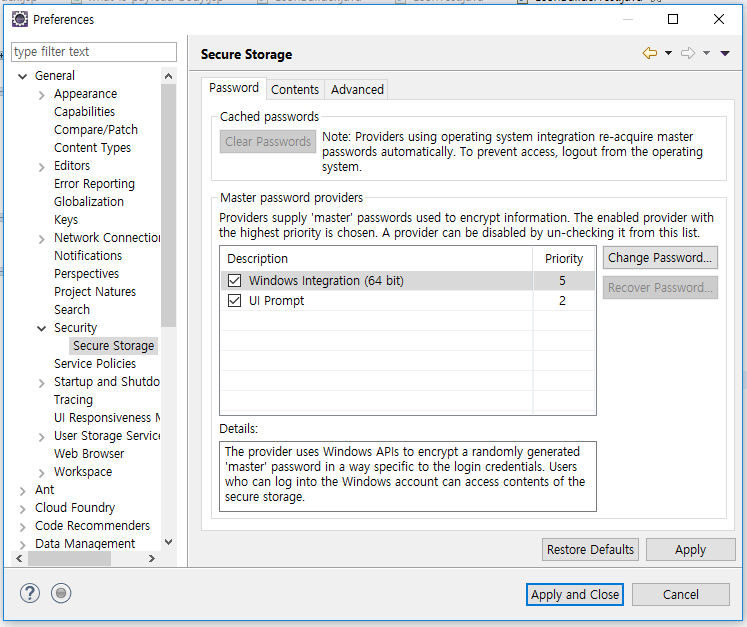 Preferences
type filter text
General
Appearance
Capabilities
Compare/Patch
Content Types
Editors
Error Reporting
Globalization
Keys
Network Connection
Notifications
Perspectives
Project Natures
Search
Security
Secure Storage
Service Policies
Startup and Shutdo
Tracing
UI Responsiveness M
User Storage Service
Web Browser
Workspace
Ant
Cloud Foundry
Code Recommenders
Data Management
Secure Storage
Password
Contents
Advanced
Cached passwords
Clear Passwords
Note: Providers using operating system integration re-acquire master
passwords automatically. To prevent access, logout from the operating
system.
Master password providers
Providers supply 'master' passwords used to encrypt information. The enabled provider with
the highest priority is chosen. A provider can be disabled by un-checking it from this list.
Description Priority
Windows Integration (64 bit) 5
UI Prompt 2
Change Password...
Recover Password...
Details:
The provider uses Windows APIs to encrypt a randomly generated
'master' password in a way specific to the login credentials. Users
who can log into the Windows account can access contents of the
secure storage.
Restore Defaults
Apply
?
Apply and Close
Cancel